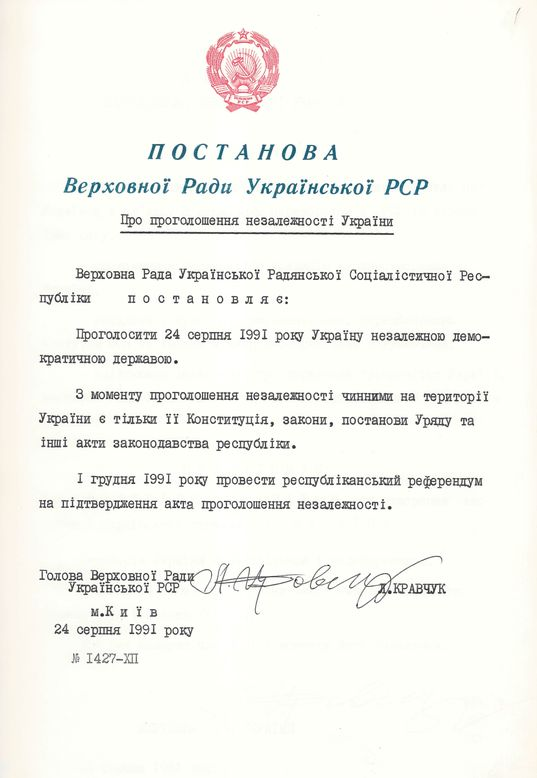 ПОСТАНОВА
Верховної Ради Української РСР
Про проголошення незалежності України
Верховна Рада Української Радянської Соціалістичної Рес-
публіки постановляє:
Проголосити 24 серпня 1991 року Україну незалежною демо-
кратичною державою.
З моменту проголошення незалежності чинними на території
України є тільки її Конституція, закони, постанови Уряду та
інші акти законодавства республіки.
І грудня 1991 року провести республіканський референдум
на підтвердження акта проголошення незалежності.
Голова Верховної Ради
Української РСР
Л.КРАВЧУК
м.Київ
24 серпня 1991 року
№ 1427-ХІІ